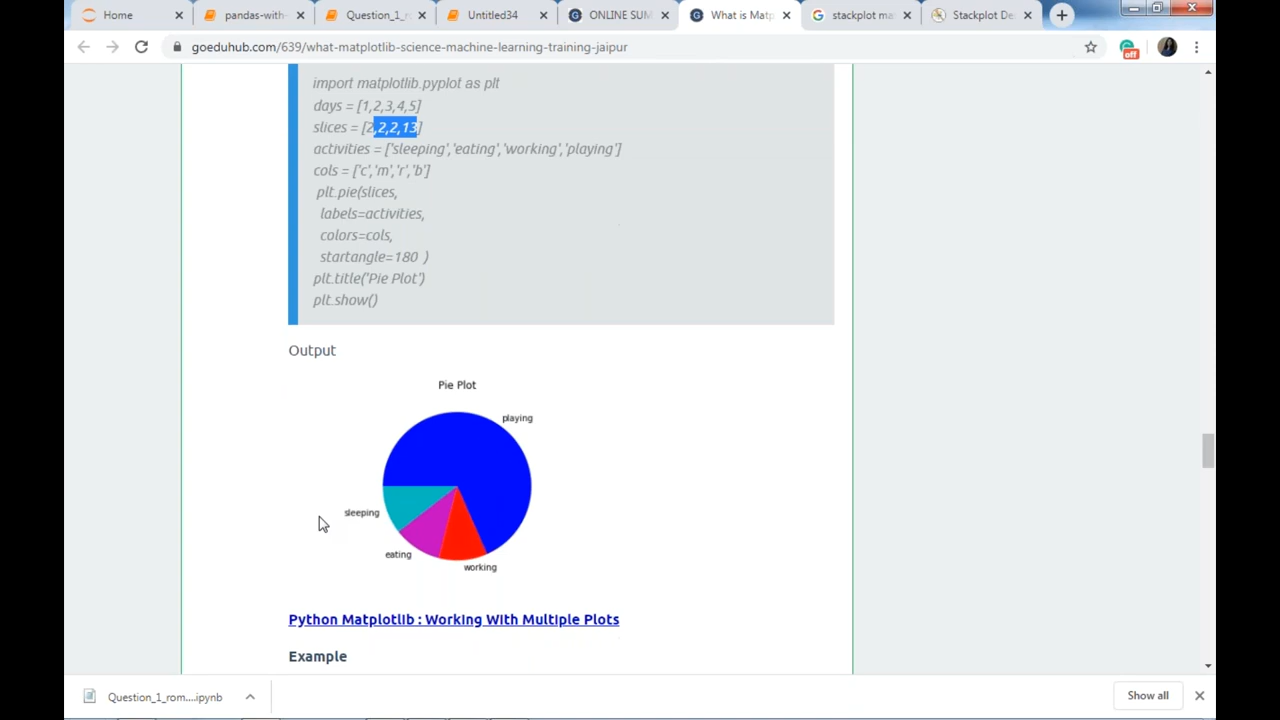 Home
pandas-with-
Question_1_r
Untitled34
ONLINE SUM
What is Matp
stackplot ma
Stackplot De
goeduhub.com/639/what-matplotlib-science-machine-learning-training-jaipur
off
import matplotlib.pyplot as plt
days = [1,2,3,4,5]
slices = [2,2,2,13]
activities = ['sleeping','eating','working','playing']
cols = ['c','m','r','b']
plt.pie(slices,
labels=activities,
colors=cols,
startangle=180 )
plt.title('Pie Plot')
plt.show()
Output
Pie Plot
playing
sleeping
eating
working
Python Matplotlib : Working With Multiple Plots
Example
Question_1_rom....ipynb
Show all